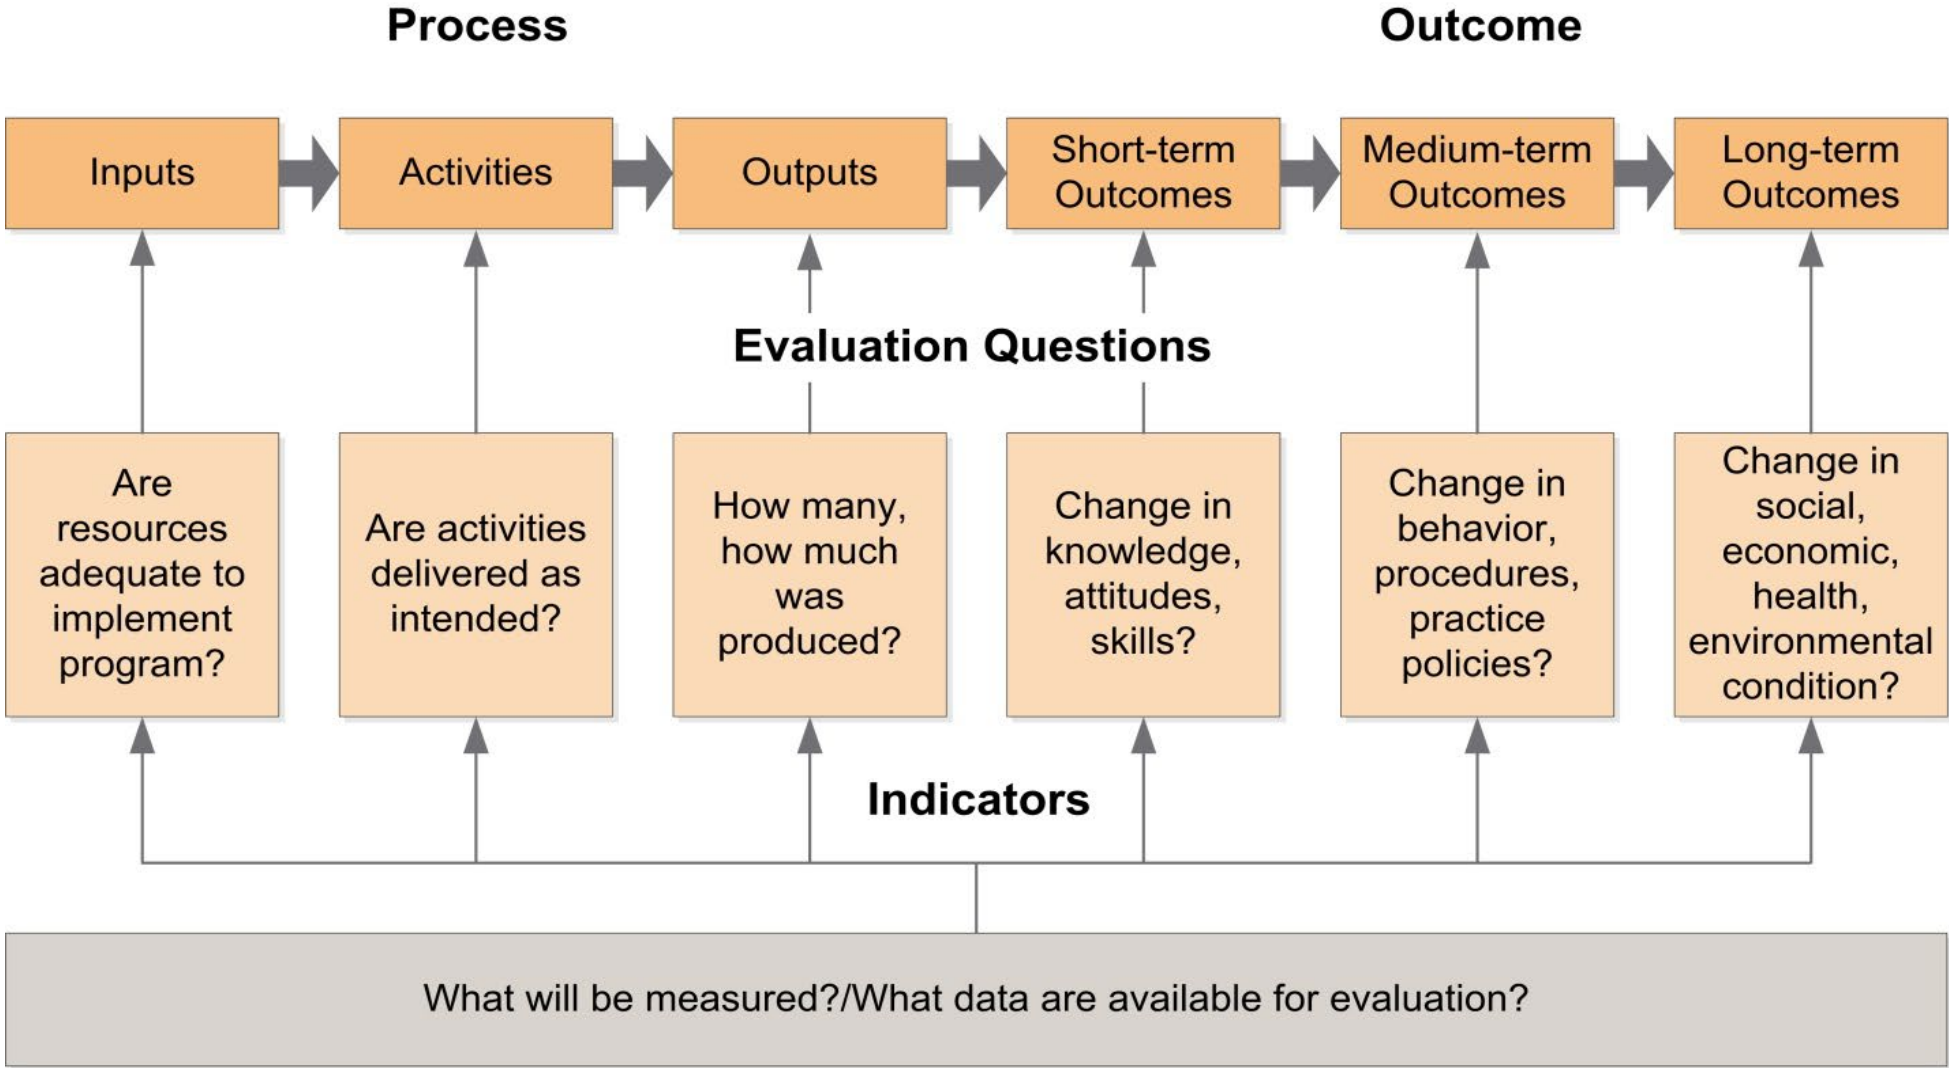 Process
Outcome
Inputs
Activities
Outputs
Short-term
Outcomes
Medium-term
Outcomes
Long-term
Outcomes
Evaluation Questions
Are
resources
adequate to
implement
program?
Are activities
delivered as
intended?
How many,
how much
was
produced?
Change in
knowledge,
attitudes,
skills?
Change in
behavior,
procedures,
practice
policies?
Change in
social,
economic,
health,
environmental
condition?
Indicators
What will be measured?/What data are available for evaluation?